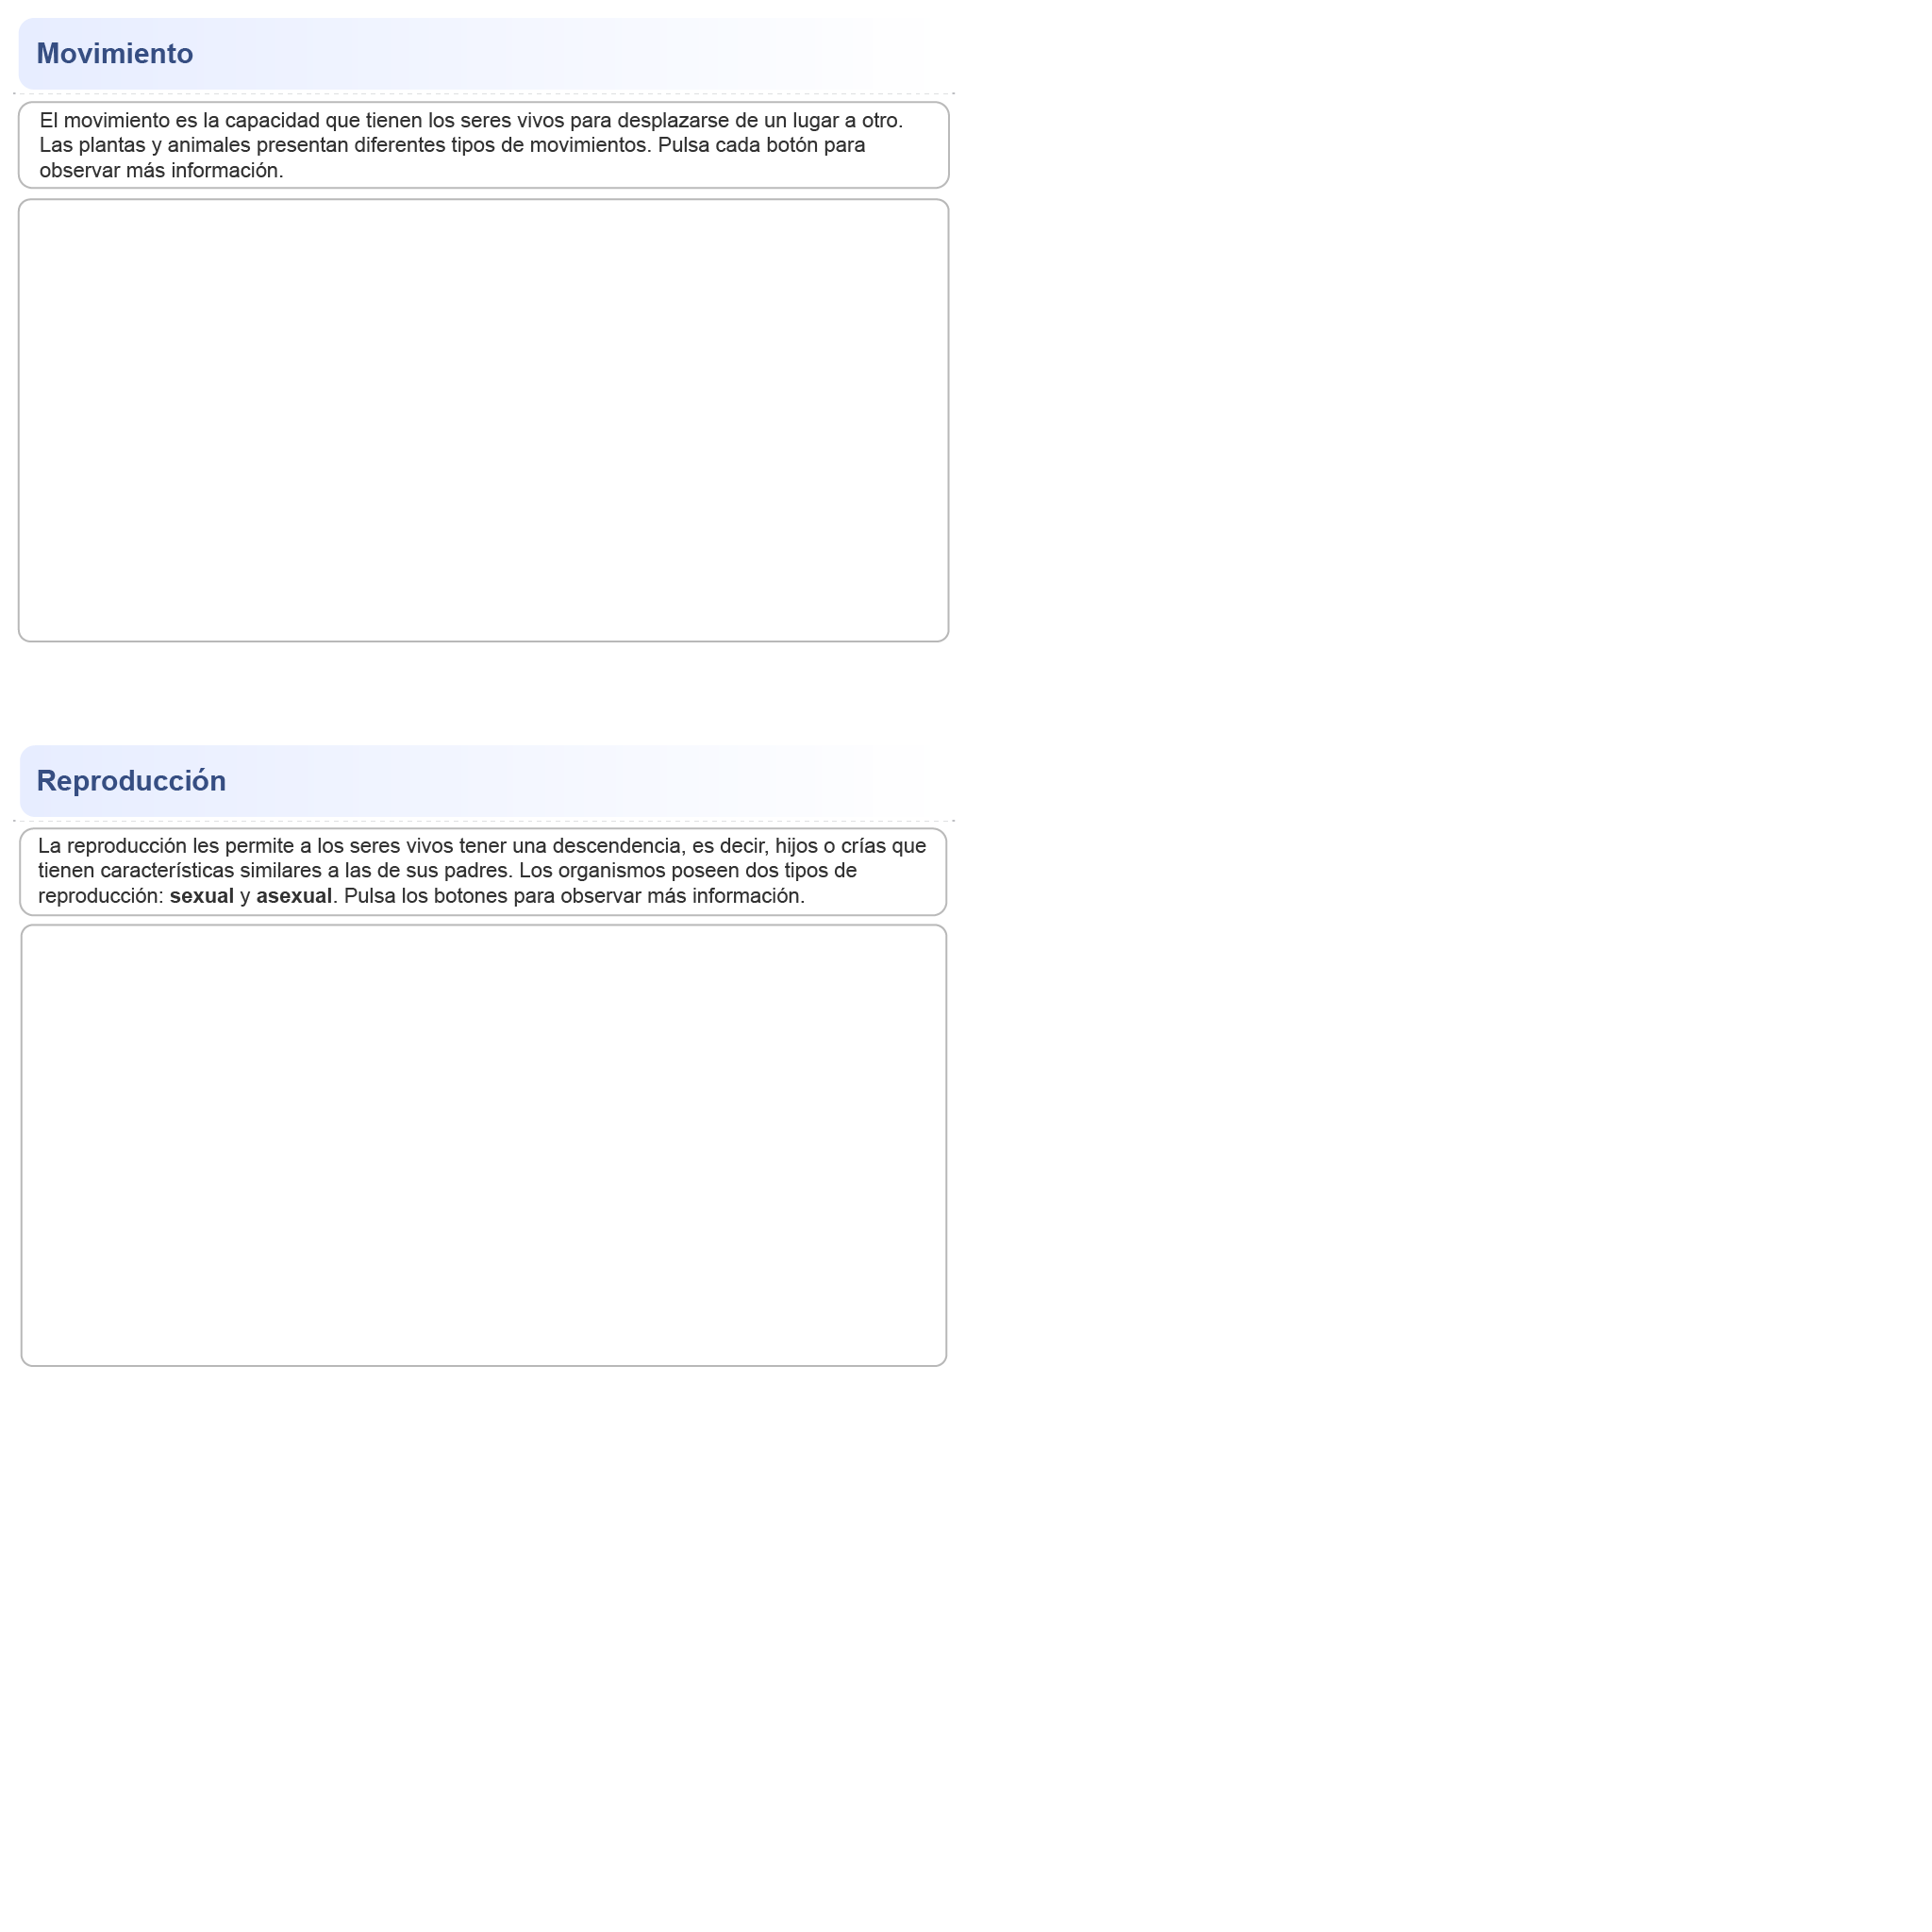 Movimiento
El movimiento es la capacidad que tienen los seres vivos para desplazarse de un lugar a otro.
Las plantas y animales presentan diferentes tipos de movimientos. Pulsa cada botón para
observar más información.
Reproducción
La reproducción les permite a los seres vivos tener una descendencia, es decir, hijos o crías que
tienen características similares a las de sus padres. Los organismos poseen dos tipos de
reproducción: sexual y asexual. Pulsa los botones para observar más información.